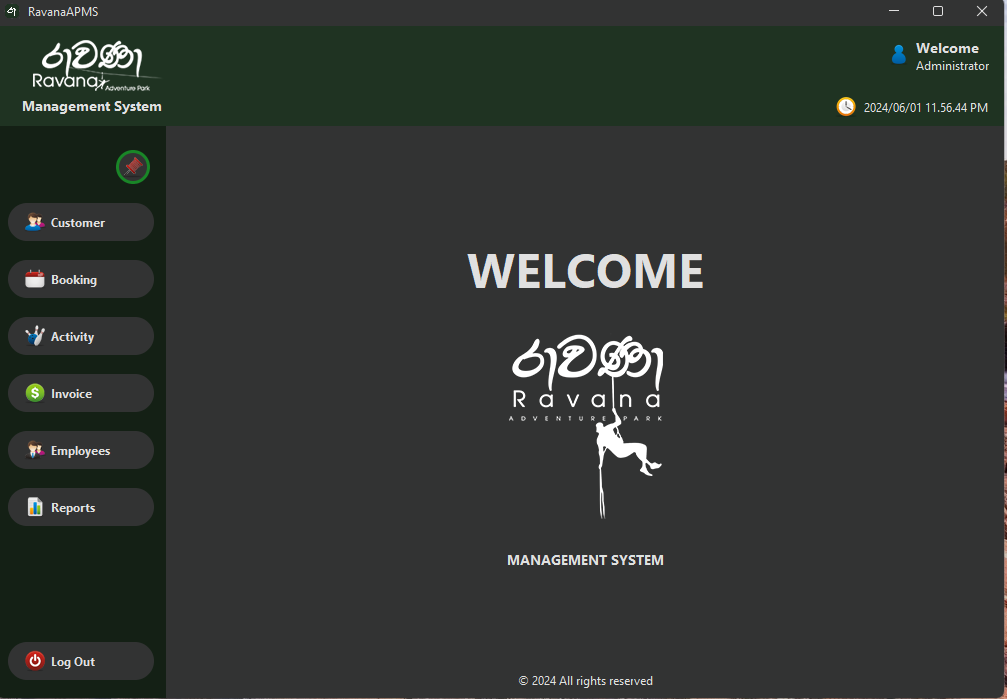 RavanaAPMS
රාවණා
Ravana
Adventure Park
Management System
Welcome
Administrator
2024/06/01 11.56.44 PM
Customer
Booking
Activity
Invoice
Employees
Reports
Log Out
WELCOME
රාවණා
Ravana
ADVENTURE PARK
MANAGEMENT SYSTEM
© 2024 All rights reserved